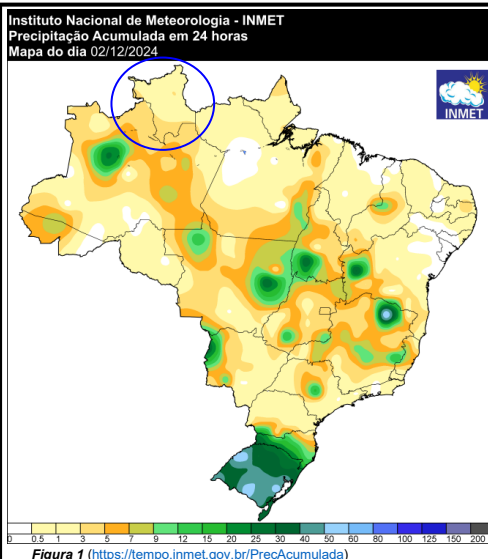 Instituto Nacional de Meteorologia - INMET
Precipitação Acumulada em 24 horas
Mapa do dia 02/12/2024
INMET
0 0.5 1 3 5 7 9 12 15 20 25 30 40 50 60 80 100 125 150 200
Figura 1 (https://tempo.inmet.gov.br/PrecAcumulada)